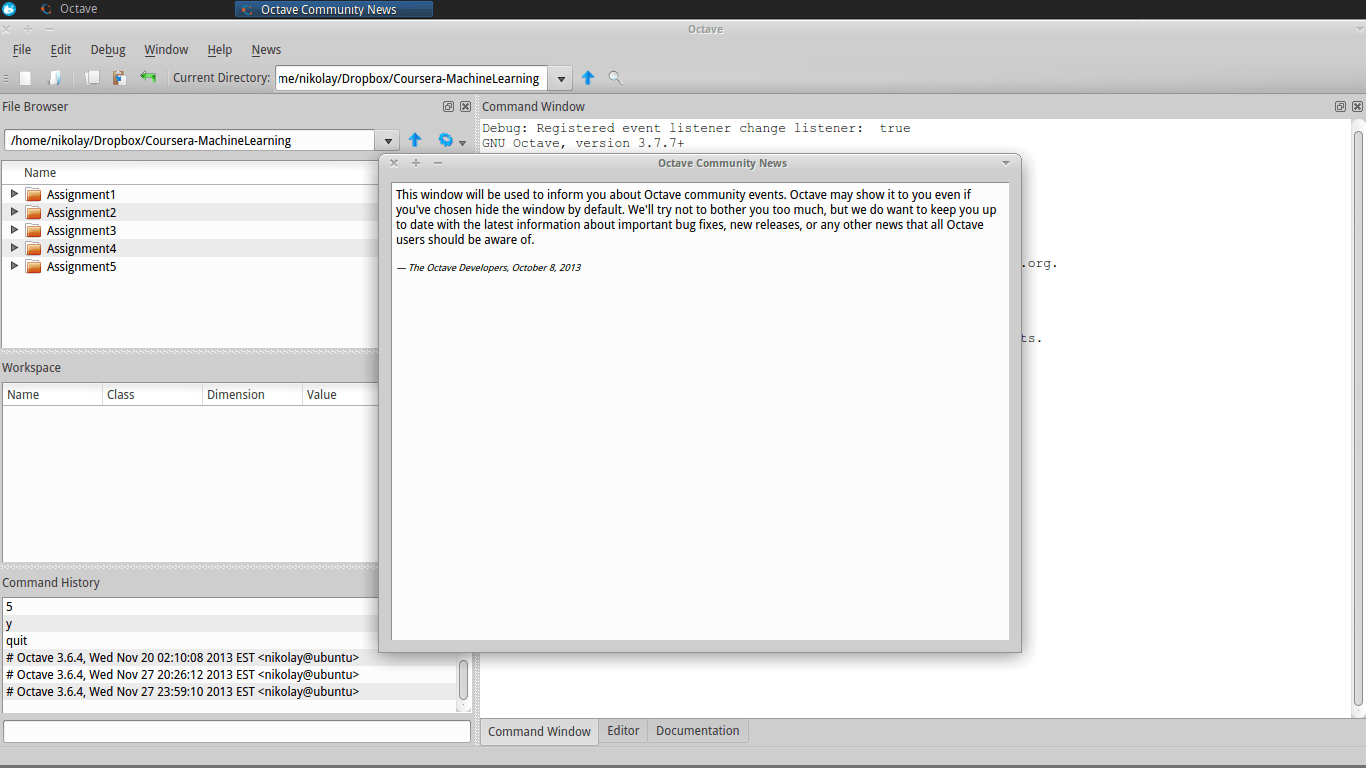 Octave
Octave Community News
Octave
File Edit Debug Window Help News
Current Directory: me/nikolay/Dropbox/Coursera-MachineLearning
File Browser
/home/nikolay/Dropbox/Coursera-MachineLearning
Name
Assignment1
Assignment2
Assignment3
Assignment4
Assignment5
Workspace
Name Class Dimension Value
Command History
5
y
quit
# Octave 3.6.4, Wed Nov 20 02:10:08 2013 EST <nikolay@ubuntu>
# Octave 3.6.4, Wed Nov 27 20:26:12 2013 EST <nikolay@ubuntu>
# Octave 3.6.4, Wed Nov 27 23:59:10 2013 EST <nikolay@ubuntu>
Command Window
Debug: Registered event listener change listener:  true
GNU Octave, version 3.7.7+
.org.
ts.
Octave Community News
This window will be used to inform you about Octave community events. Octave may show it to you even if
you've chosen hide the window by default. We'll try not to bother you too much, but we do want to keep you up
to date with the latest information about important bug fixes, new releases, or any other news that all Octave
users should be aware of.
— The Octave Developers, October 8, 2013
Command Window Editor Documentation